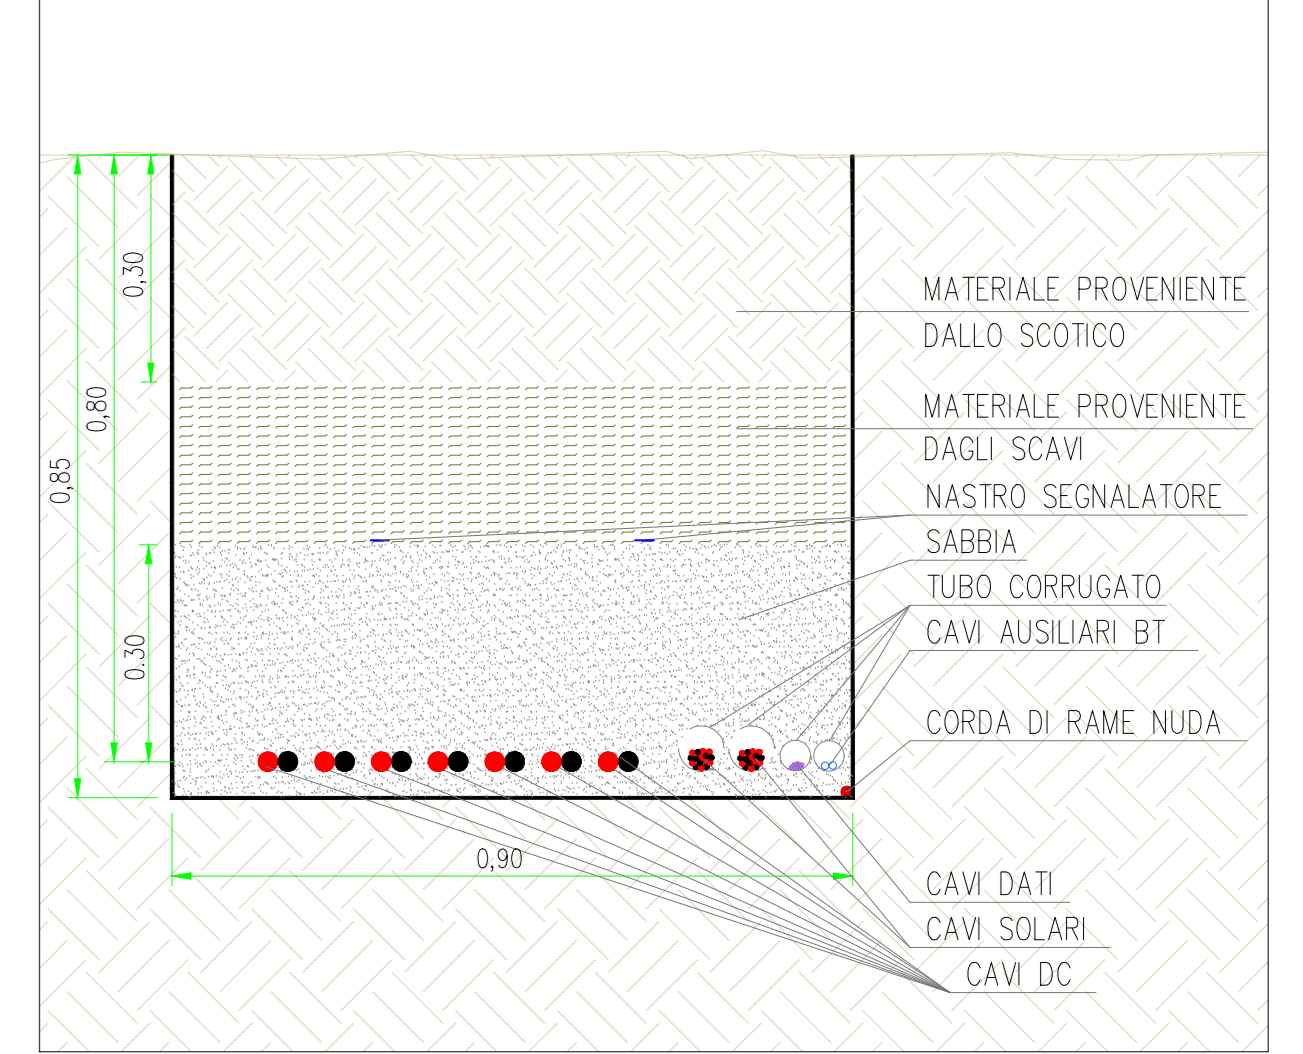 0,30
MATERIALE PROVENIENTE
DALLO SCOTICO
0,80
MATERIALE PROVENIENTE
DAGLI SCAVI
0,85
NASTRO SEGNALATORE
SABBIA
TUBO CORRUGATO
CAVI AUSILIARI BT
0.30
CORDA DI RAME NUDA
0,90
CAVI DATI
CAVI SOLARI
CAVI DC